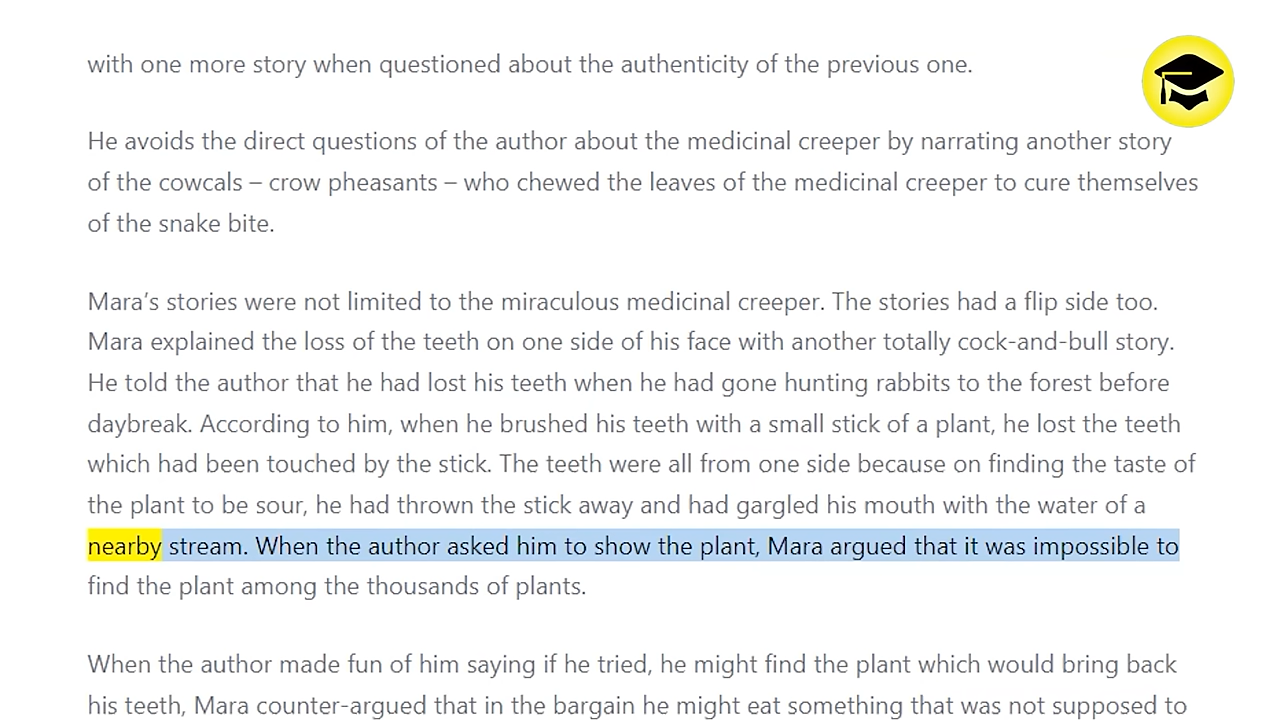 with one more story when questioned about the authenticity of the previous one.
He avoids the direct questions of the author about the medicinal creeper by narrating another story
of the cowcals – crow pheasants – who chewed the leaves of the medicinal creeper to cure themselves
of the snake bite.
Mara’s stories were not limited to the miraculous medicinal creeper. The stories had a flip side too.
Mara explained the loss of the teeth on one side of his face with another totally cock-and-bull story.
He told the author that he had lost his teeth when he had gone hunting rabbits to the forest before
daybreak. According to him, when he brushed his teeth with a small stick of a plant, he lost the teeth
which had been touched by the stick. The teeth were all from one side because on finding the taste of
the plant to be sour, he had thrown the stick away and had gargled his mouth with the water of a
nearby stream. When the author asked him to show the plant, Mara argued that it was impossible to
find the plant among the thousands of plants.
When the author made fun of him saying if he tried, he might find the plant which would bring back
his teeth, Mara counter-argued that in the bargain he might eat something that was not supposed to